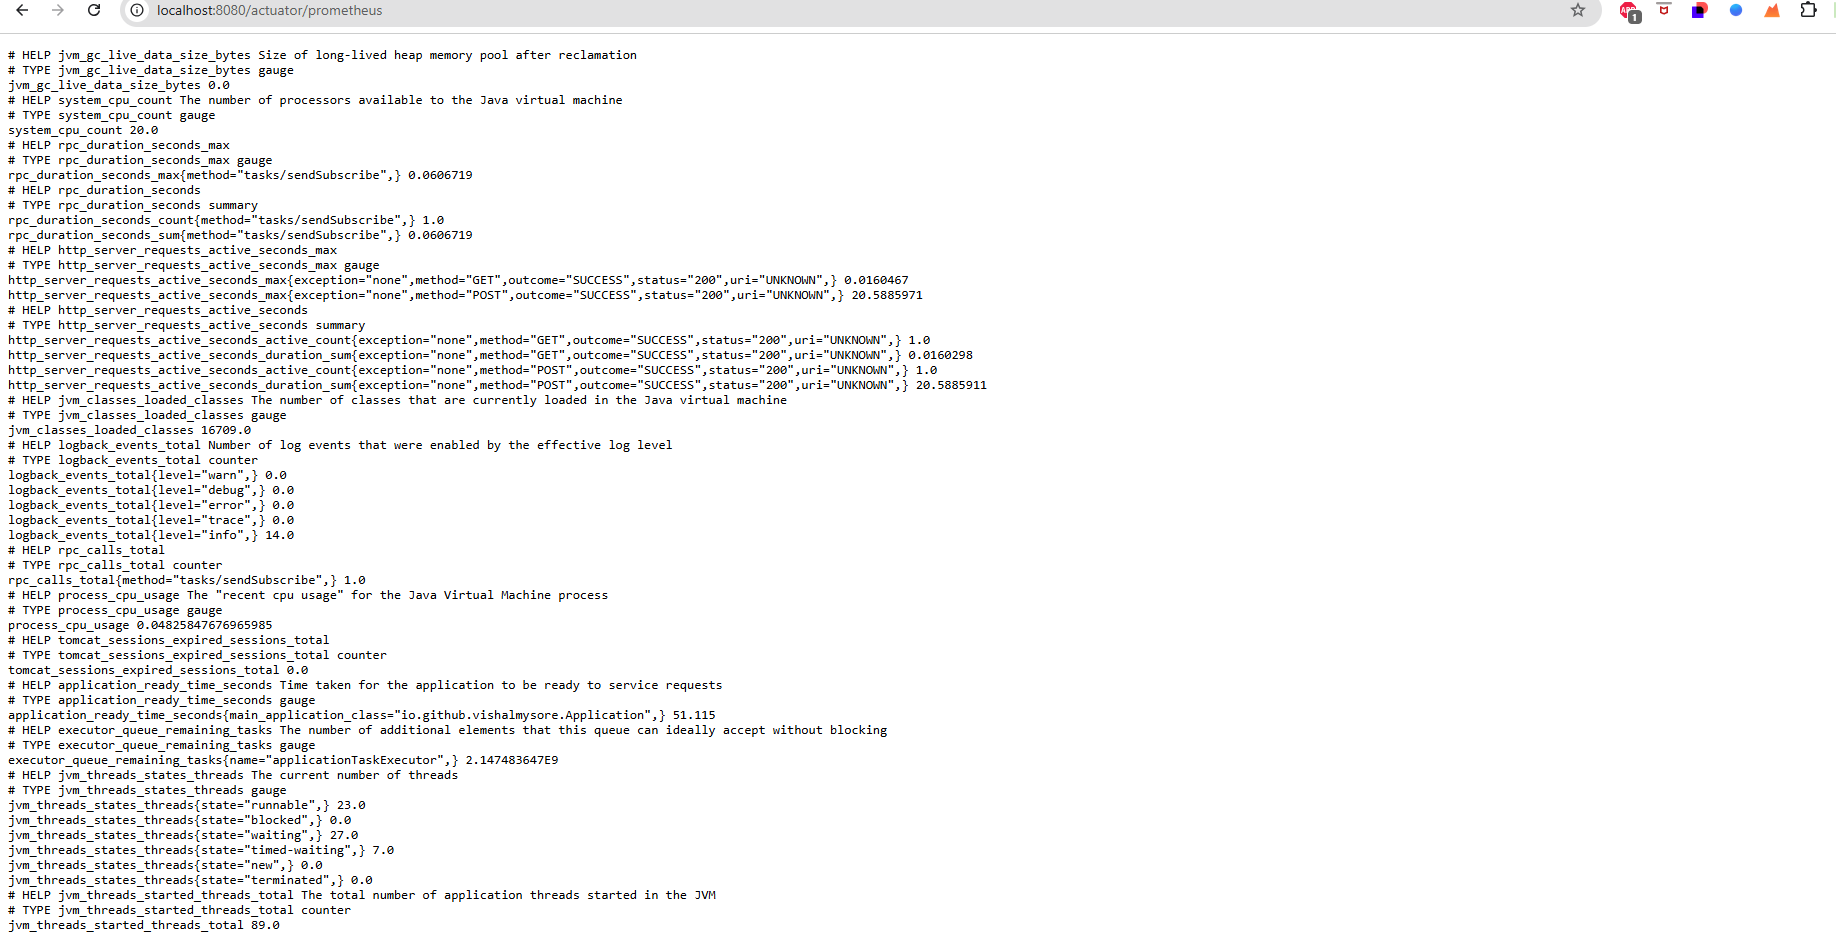 localhost:8080/actuator/prometheus
1
# HELP jvm_gc_live_data_size_bytes Size of long-lived heap memory pool after reclamation
# TYPE jvm_gc_live_data_size_bytes gauge
jvm_gc_live_data_size_bytes 0.0
# HELP system_cpu_count The number of processors available to the Java virtual machine
# TYPE system_cpu_count gauge
system_cpu_count 20.0
# HELP rpc_duration_seconds_max
# TYPE rpc_duration_seconds_max gauge
rpc_duration_seconds_max{method="tasks/sendSubscribe",} 0.0606719
# HELP rpc_duration_seconds
# TYPE rpc_duration_seconds summary
rpc_duration_seconds_count{method="tasks/sendSubscribe",} 1.0
rpc_duration_seconds_sum{method="tasks/sendSubscribe",} 0.0606719
# HELP http_server_requests_active_seconds_max
# TYPE http_server_requests_active_seconds_max gauge
http_server_requests_active_seconds_max{exception="none",method="GET",outcome="SUCCESS",status="200",uri="UNKNOWN",} 0.0160467
http_server_requests_active_seconds_max{exception="none",method="POST",outcome="SUCCESS",status="200",uri="UNKNOWN",} 20.5885971
# HELP http_server_requests_active_seconds
# TYPE http_server_requests_active_seconds summary
http_server_requests_active_seconds_active_count{exception="none",method="GET",outcome="SUCCESS",status="200",uri="UNKNOWN",} 1.0
http_server_requests_active_seconds_duration_sum{exception="none",method="GET",outcome="SUCCESS",status="200",uri="UNKNOWN",} 0.0160298
http_server_requests_active_seconds_active_count{exception="none",method="POST",outcome="SUCCESS",status="200",uri="UNKNOWN",} 1.0
http_server_requests_active_seconds_duration_sum{exception="none",method="POST",outcome="SUCCESS",status="200",uri="UNKNOWN",} 20.5885911
# HELP jvm_classes_loaded_classes The number of classes that are currently loaded in the Java virtual machine
# TYPE jvm_classes_loaded_classes gauge
jvm_classes_loaded_classes 16709.0
# HELP logback_events_total Number of log events that were enabled by the effective log level
# TYPE logback_events_total counter
logback_events_total{level="warn",} 0.0
logback_events_total{level="debug",} 0.0
logback_events_total{level="error",} 0.0
logback_events_total{level="trace",} 0.0
logback_events_total{level="info",} 14.0
# HELP rpc_calls_total
# TYPE rpc_calls_total counter
rpc_calls_total{method="tasks/sendSubscribe",} 1.0
# HELP process_cpu_usage The "recent cpu usage" for the Java Virtual Machine process
# TYPE process_cpu_usage gauge
process_cpu_usage 0.04825847676965985
# HELP tomcat_sessions_expired_sessions_total
# TYPE tomcat_sessions_expired_sessions_total counter
tomcat_sessions_expired_sessions_total 0.0
# HELP application_ready_time_seconds Time taken for the application to be ready to service requests
# TYPE application_ready_time_seconds gauge
application_ready_time_seconds{main_application_class="io.github.vishalmysore.Application",} 51.115
# HELP executor_queue_remaining_tasks The number of additional elements that this queue can ideally accept without blocking
# TYPE executor_queue_remaining_tasks gauge
executor_queue_remaining_tasks{name="applicationTaskExecutor",} 2.147483647E9
# HELP jvm_threads_states_threads The current number of threads
# TYPE jvm_threads_states_threads gauge
jvm_threads_states_threads{state="runnable",} 23.0
jvm_threads_states_threads{state="blocked",} 0.0
jvm_threads_states_threads{state="waiting",} 27.0
jvm_threads_states_threads{state="timed-waiting",} 7.0
jvm_threads_states_threads{state="new",} 0.0
jvm_threads_states_threads{state="terminated",} 0.0
# HELP jvm_threads_started_threads_total The total number of application threads started in the JVM
# TYPE jvm_threads_started_threads_total counter
jvm_threads_started_threads_total 89.0